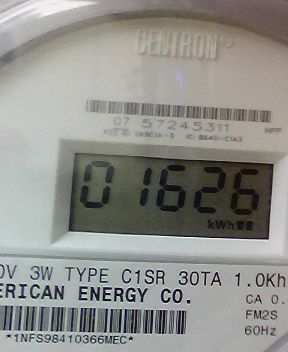 CENTRON®
07 57245311
01626
kWh
0V 3W TYPE C1SR 30TA 1.0Kh
ERICAN ENERGY CO.
CA 0.
FM2S
60Hz
*1NFS98410366MEC*